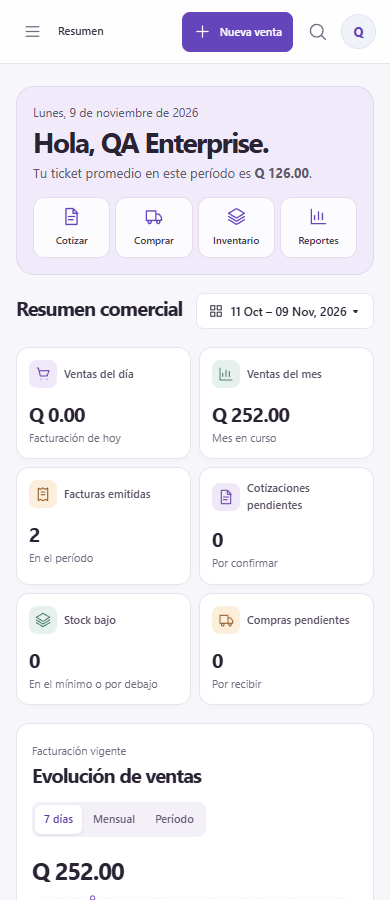 Resumen
Nueva venta
Q
Lunes, 9 de noviembre de 2026
Hola, QA Enterprise.
Tu ticket promedio en este período es Q 126.00.
Cotizar
Comprar
Inventario
Reportes
Resumen comercial
11 Oct – 09 Nov, 2026
Ventas del día
Q 0.00
Facturación de hoy
Ventas del mes
Q 252.00
Mes en curso
Facturas emitidas
2
En el período
Cotizaciones
pendientes
0
Por confirmar
Stock bajo
0
En el mínimo o por debajo
Compras pendientes
0
Por recibir
Facturación vigente
Evolución de ventas
7 días
Mensual
Período
Q 252.00